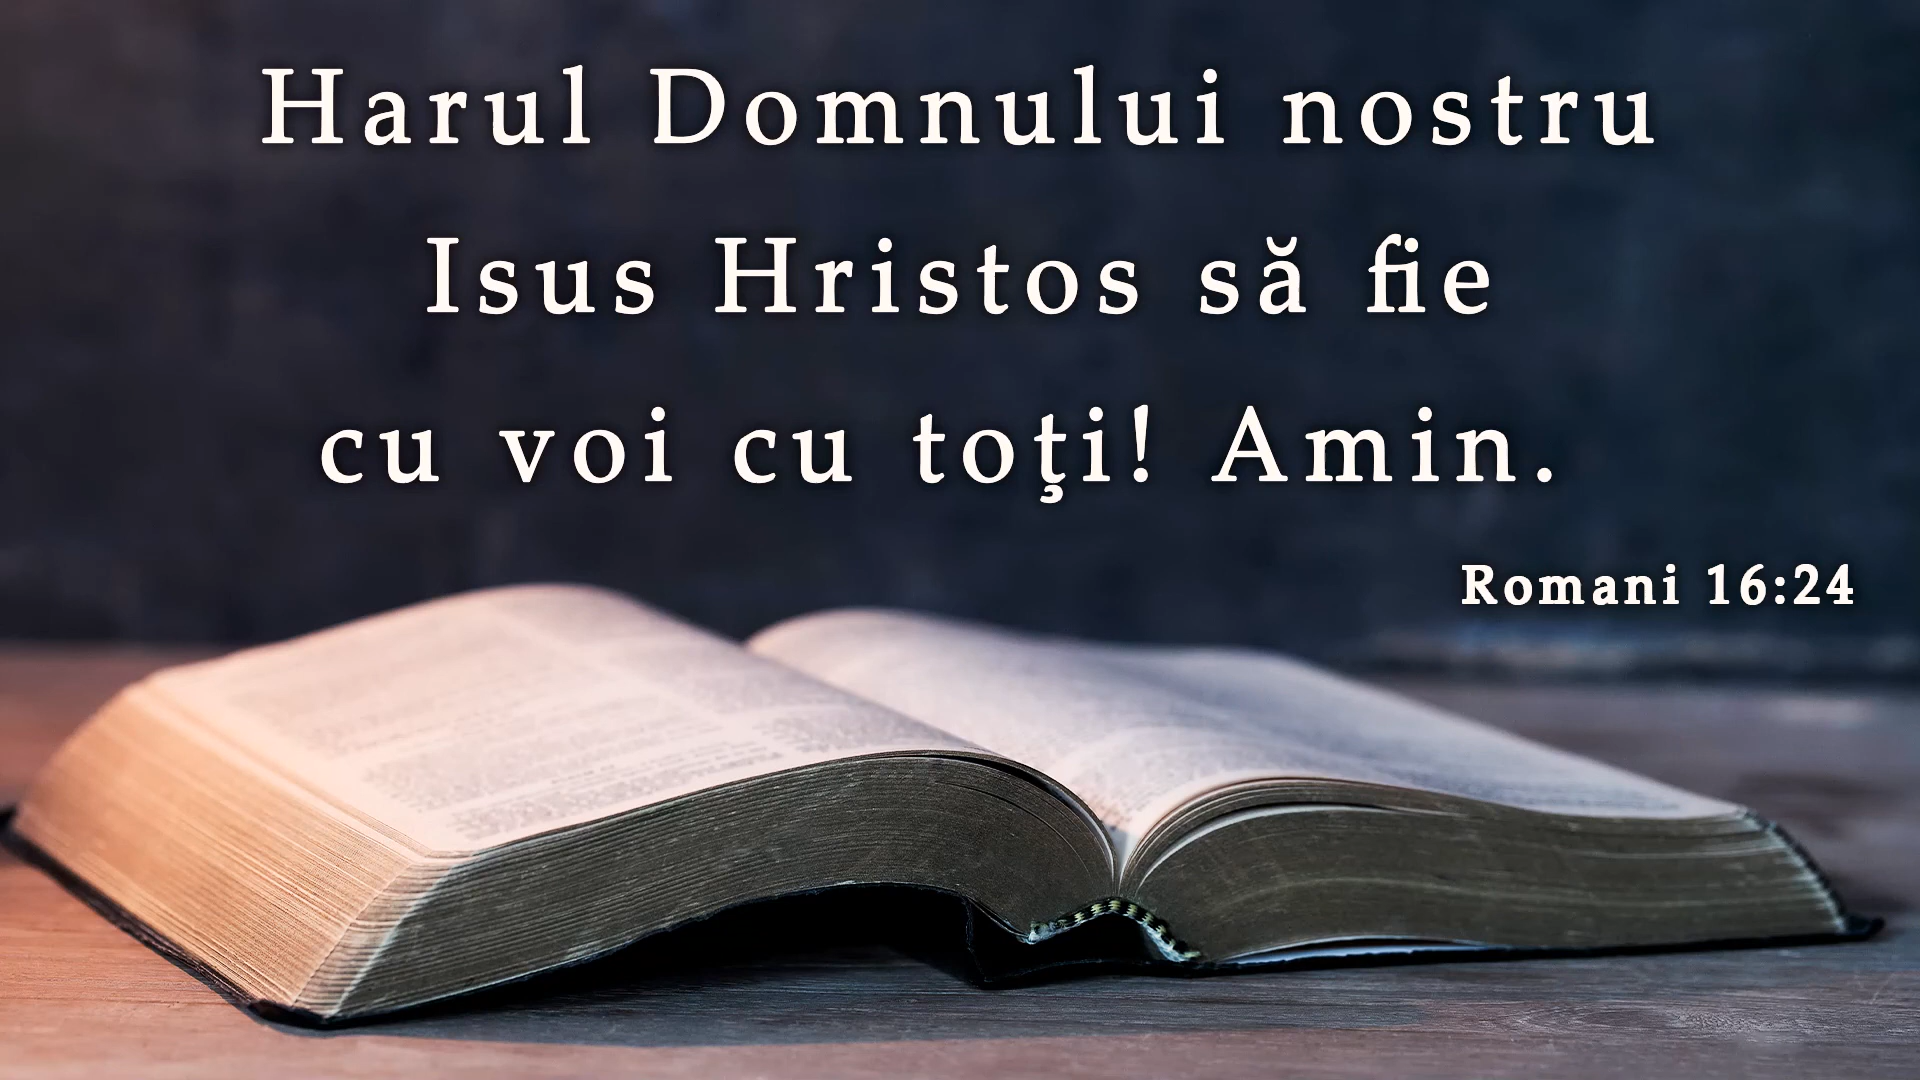 Harul Domnului nostru
Isus Hristos să fie
cu voi cu toţi! Amin.
Romani 16:24